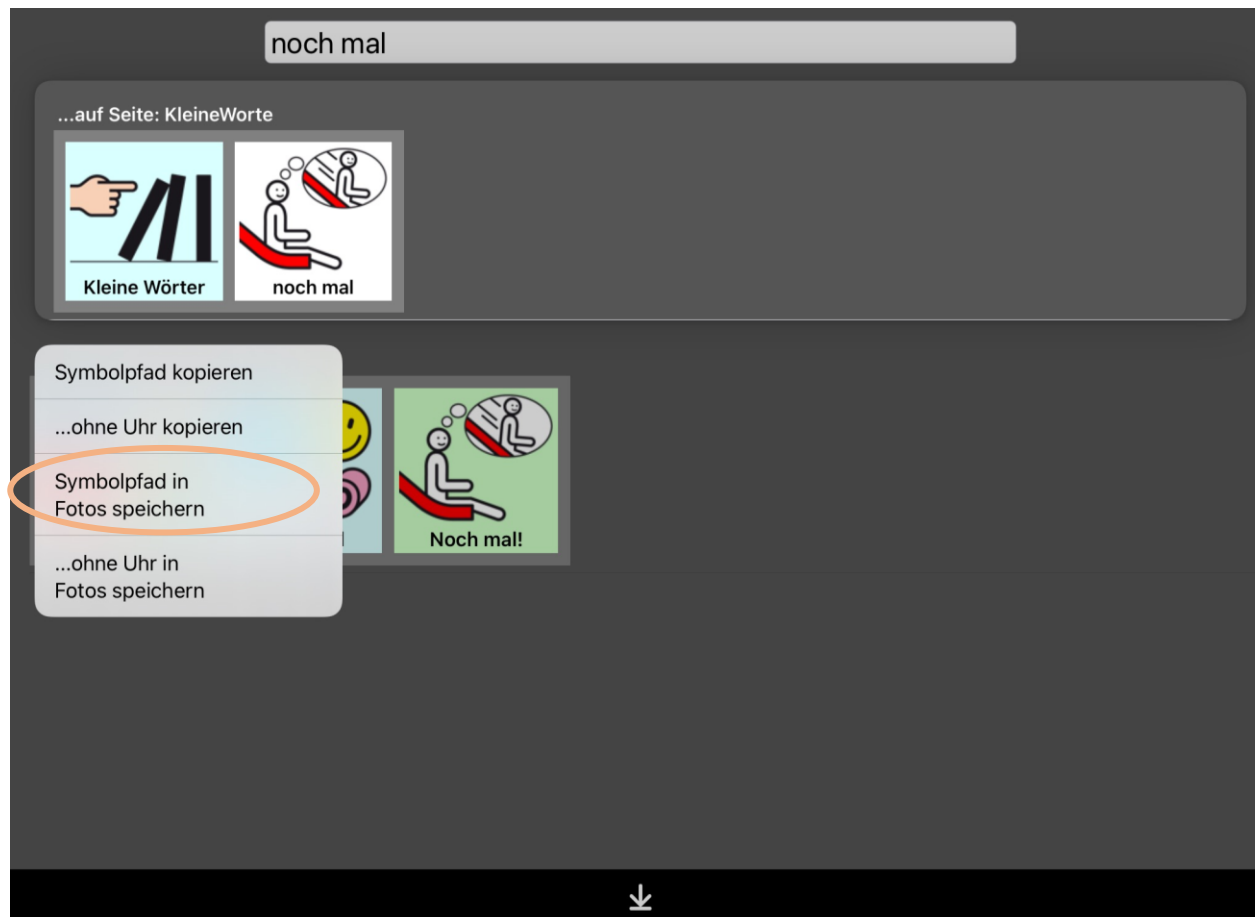 noch mal
...auf Seite: KleineWorte
Kleine Wörter
noch mal
Symbolpfad kopieren
...ohne Uhr kopieren
Symbolpfad in
Fotos speichern
...ohne Uhr in
Fotos speichern
Noch mal!